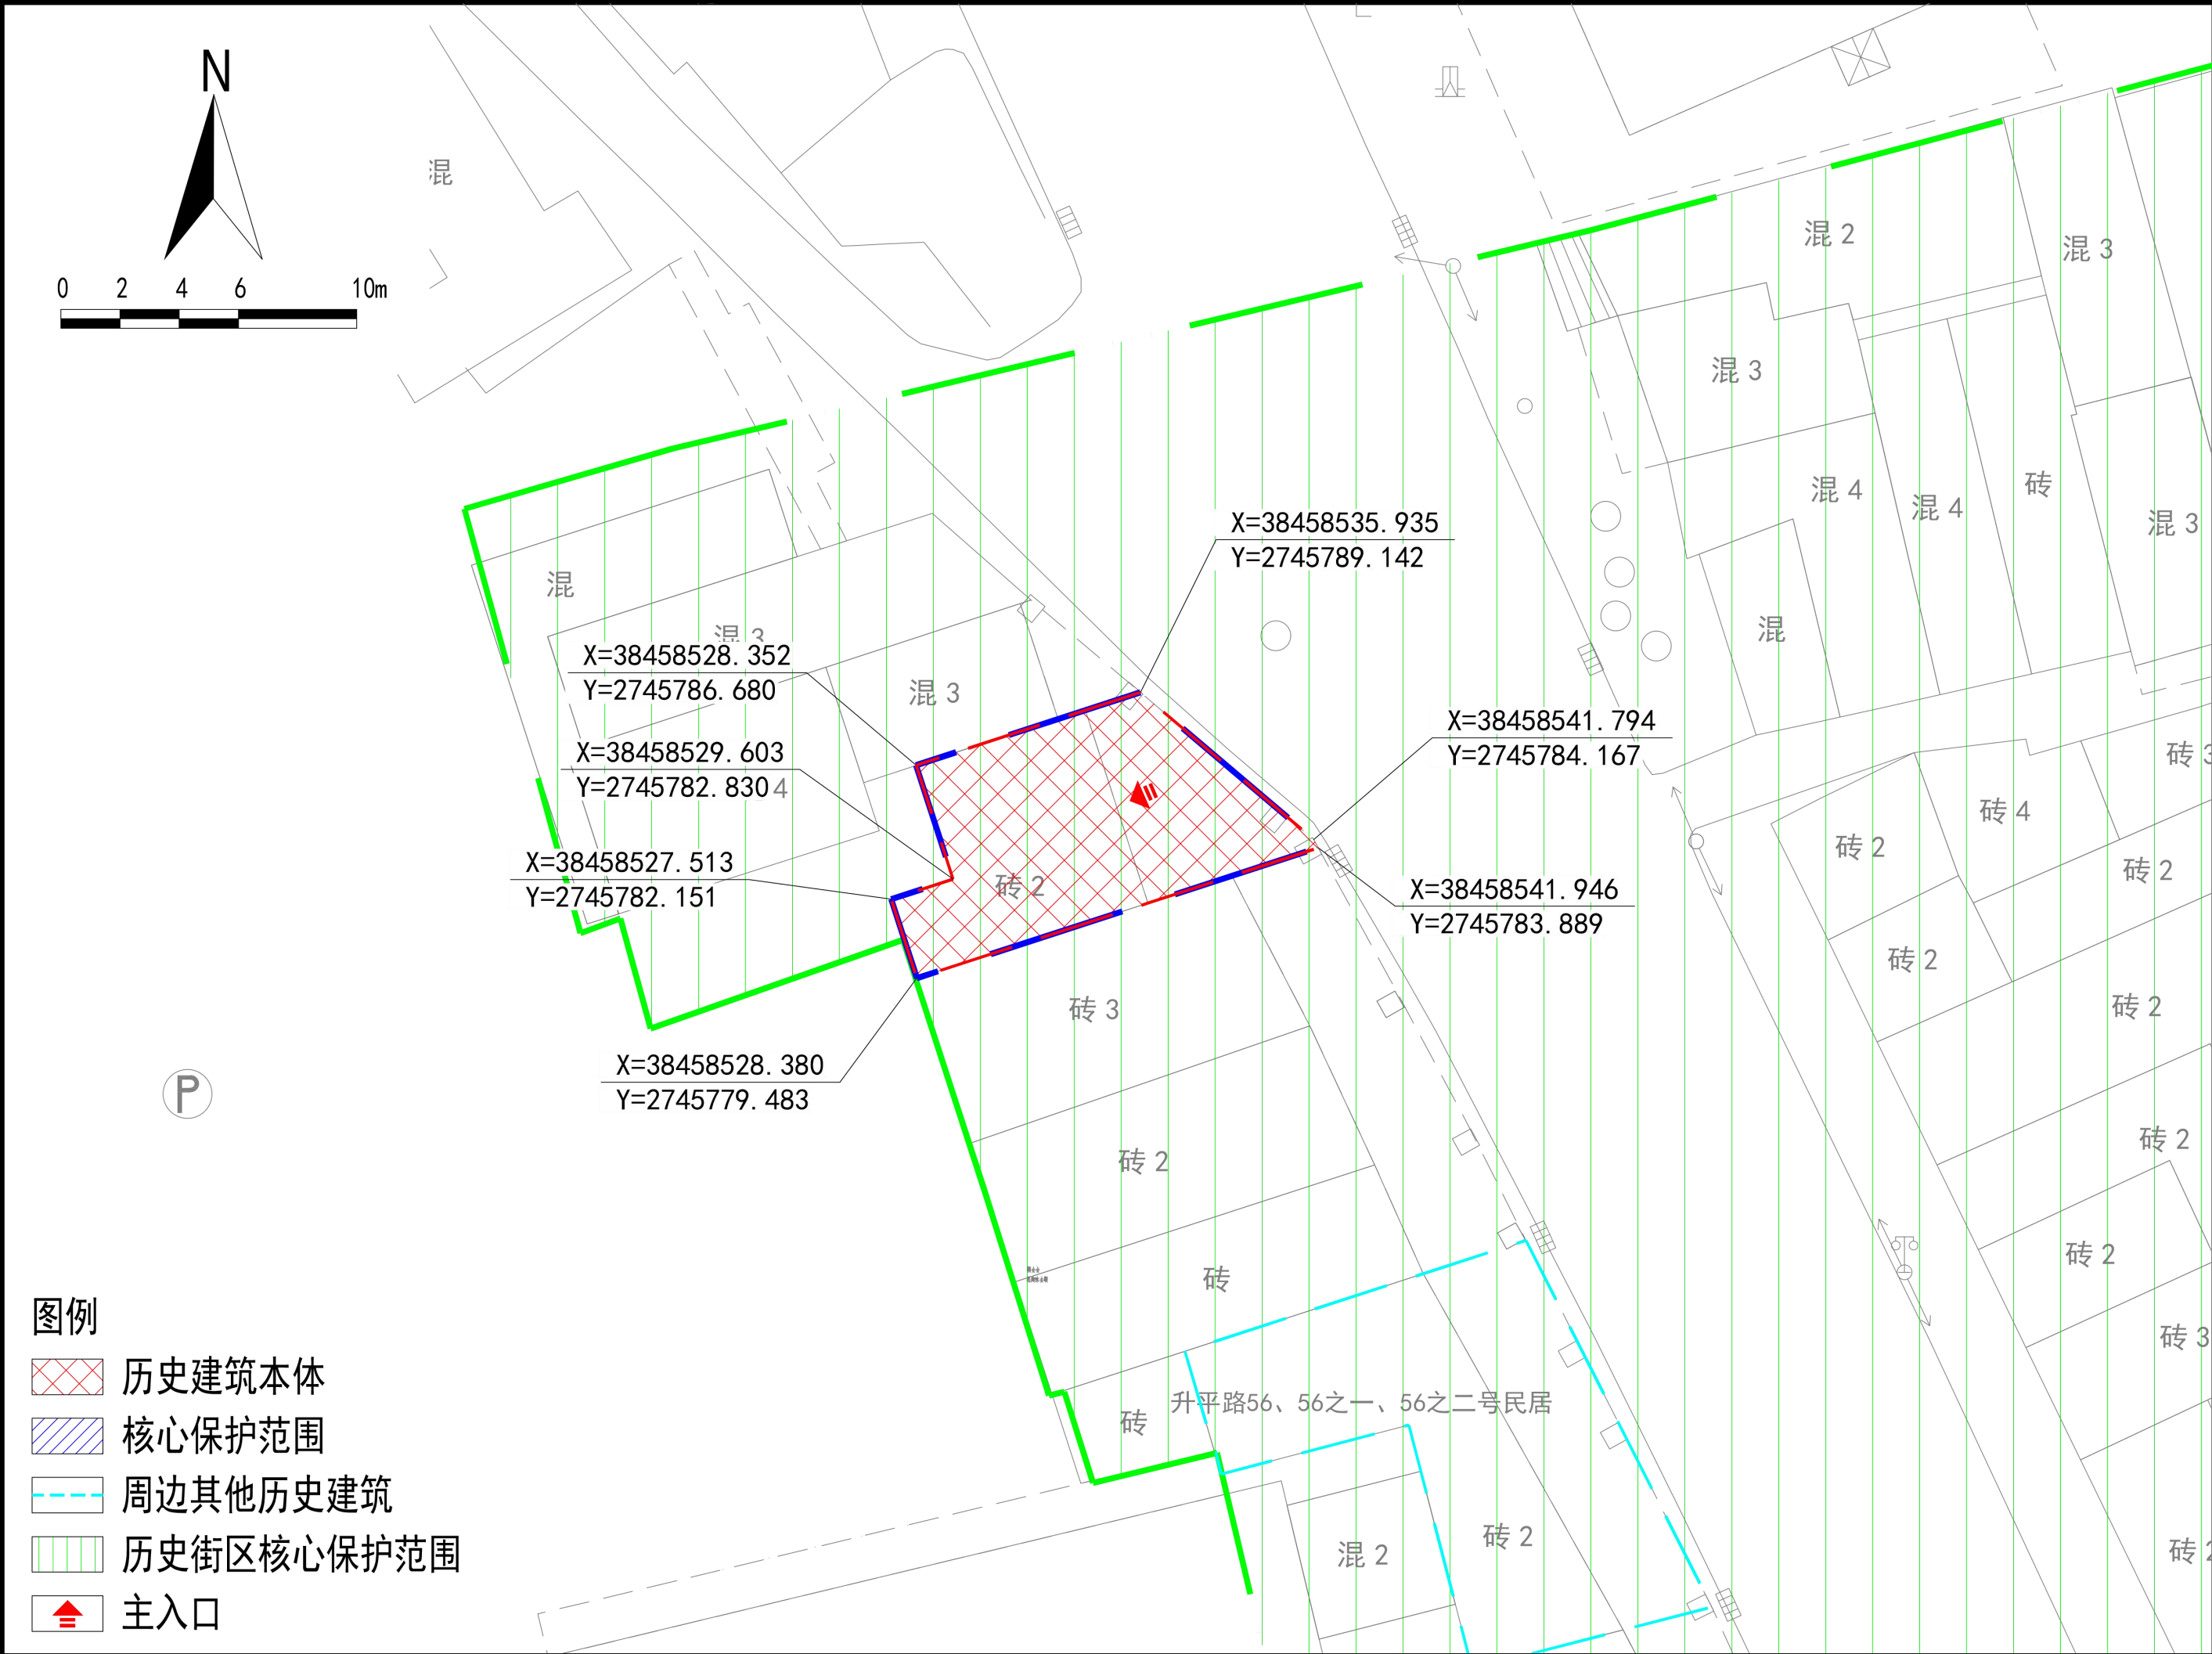 N
0 2 4 6 10m
混
混 2
混 3
混 3
混 4
混 4
砖
混 3
混
混
混 3
混 3
X=38458535.935
Y=2745789.142
X=38458528.352
Y=2745786.680
X=38458529.603
Y=2745782.830
4
X=38458541.794
Y=2745784.167
X=38458527.513
Y=2745782.151
X=38458541.946
Y=2745783.889
X=38458528.380
Y=2745779.483
砖 3
砖 4
砖 2
砖 2
砖 2
砖 2
砖 2
砖 3
砖 2
砖 2
砖 2
砖 3
砖
砖
升平路56、56之一、56之二号民居
混 2
砖 2
砖 2
P
图例
历史建筑本体
核心保护范围
周边其他历史建筑
历史街区核心保护范围
主入口